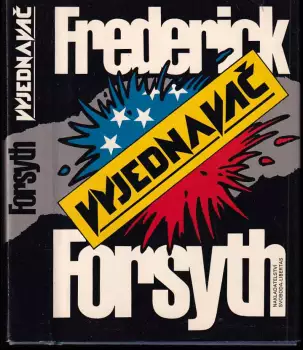 VYJEDNAVAČ
Forsyth
Frederick
VYJEDNAVAČ
Forsyth
NAKLADATELSTVÍ
SVOBODA-LIBERTAS